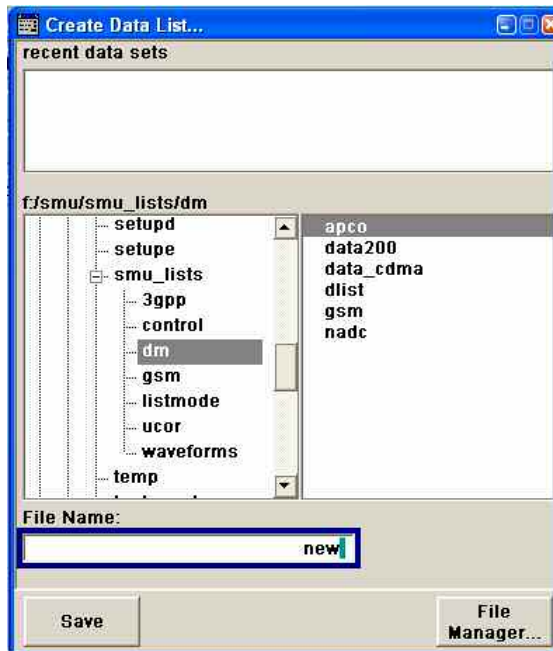 Create Data List...
recent data sets
f:/smu/smu_lists/dm
setupd
setupe
smu_lists
3gpp
control
dm
gsm
listmode
ucor
waveforms
temp
apco
data200
data_cdma
dlist
gsm
nadc
File Name:
new
Save
File
Manager...